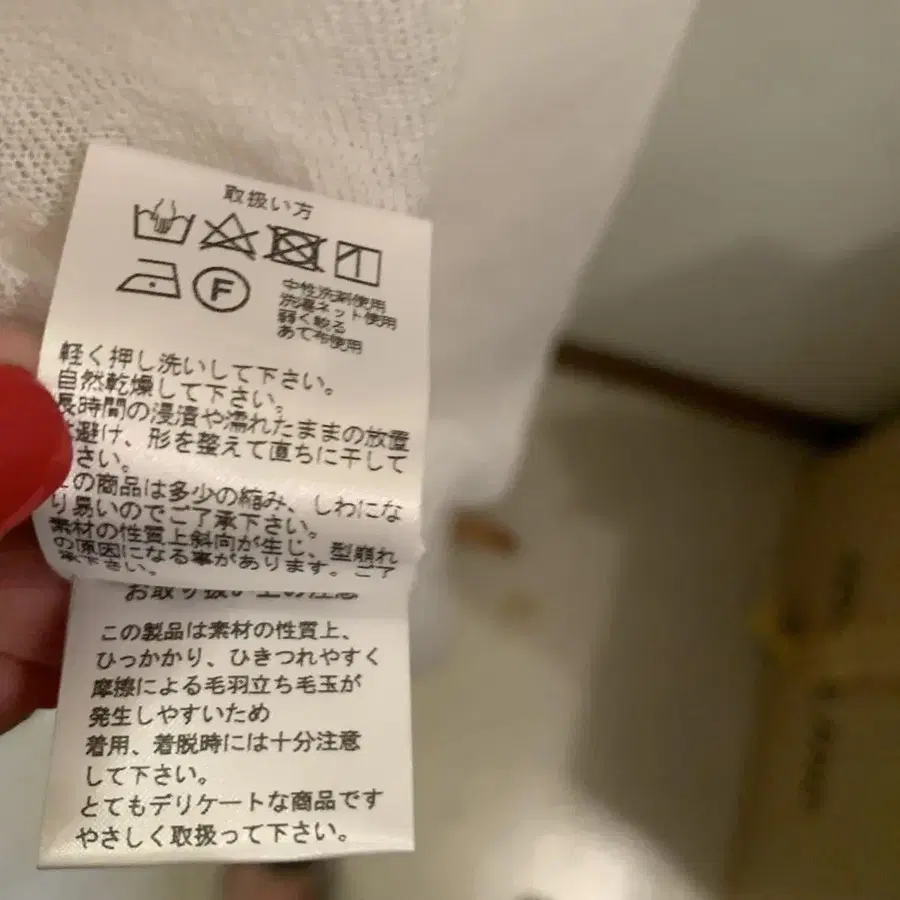 取扱い方
F
中性洗剤使用
洗濯ネット使用
弱く絞る
あて布使用
軽く押し洗いして下さい。
自然乾燥して下さい。
長時間の浸漬や濡れたままの放置
避け、形を整えて直ちに干して
さい。
の商品は多少の縮み、しわにな
り易いのでご了承下さい。
素材の性質上斜向が生じ、型崩れ
の原因になる事があります。ご了
承下さい。
お取り扱い上の注意
この製品は素材の性質上、
ひっかかり、ひきつれやすく
摩擦による毛羽立ち毛玉が
発生しやすいため
着用、着脱時には十分注意
して下さい。
とてもデリケートな商品です
やさしく取扱って下さい。